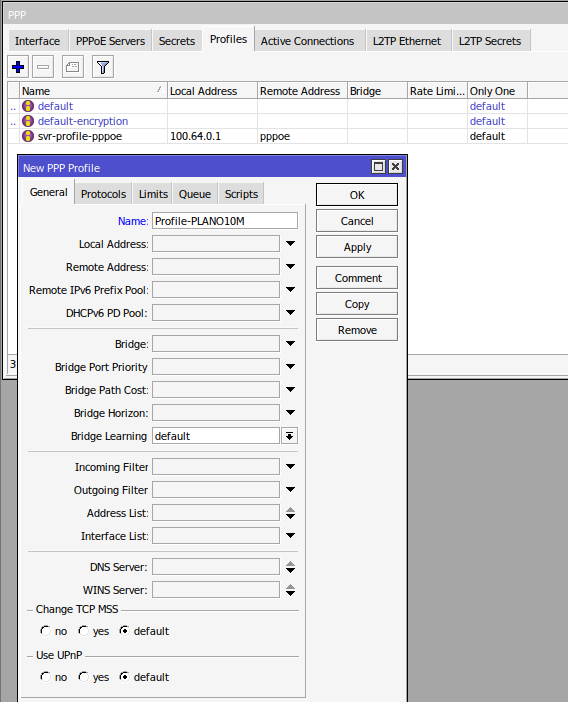 PPP
Interface PPPoE Servers Secrets Profiles Active Connections L2TP Ethernet L2TP Secrets
Name Local Address Remote Address Bridge Rate Limi... Only One
.. default default
.. default-encryption default
svr-profile-pppoe 100.64.0.1 pppoe default
New PPP Profile
General Protocols Limits Queue Scripts
Name: Profile-PLANO10M
Local Address:
Remote Address:
Remote IPv6 Prefix Pool:
DHCPv6 PD Pool:
Bridge:
Bridge Port Priority
Bridge Path Cost:
Bridge Horizon:
Bridge Learning default
Incoming Filter
Outgoing Filter
Address List:
Interface List:
DNS Server:
WINS Server:
Change TCP MSS
no yes default
Use UPnP
no yes default
OK
Cancel
Apply
Comment
Copy
Remove
3